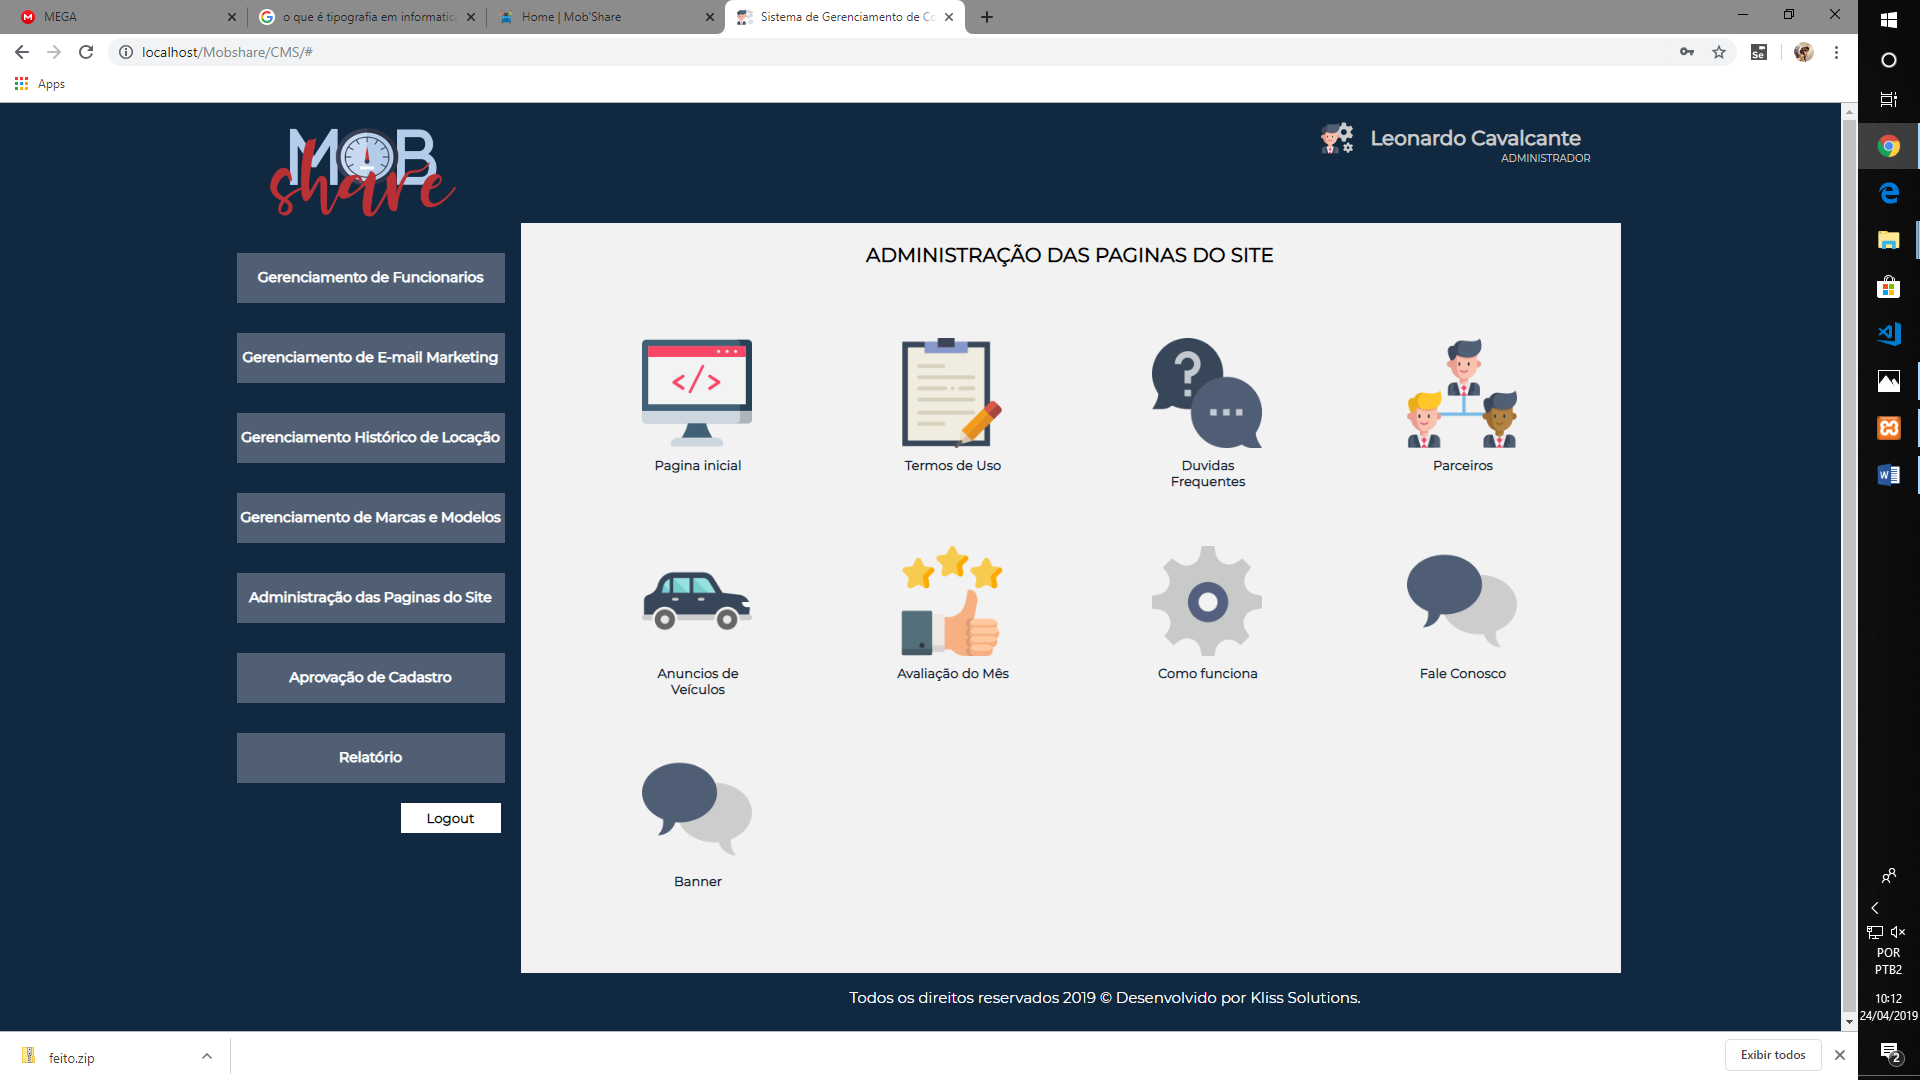 MEGA
o que é tipografia em informatica
Home | Mob'Share
Sistema de Gerenciamento de Co
localhost/Mobshare/CMS/#
Se
Apps
MOB
share
Leonardo Cavalcante
ADMINISTRADOR
Gerenciamento de Funcionarios
Gerenciamento de E-mail Marketing
Gerenciamento Histórico de Locação
Gerenciamento de Marcas e Modelos
Administração das Paginas do Site
Aprovação de Cadastro
Relatório
Logout
ADMINISTRAÇÃO DAS PAGINAS DO SITE
Pagina inicial
Termos de Uso
Duvidas
Frequentes
Parceiros
Anuncios de
Veículos
Avaliação do Mês
Como funciona
Fale Conosco
Banner
Todos os direitos reservados 2019 © Desenvolvido por Kliss Solutions.
feito.zip
Exibir todos
POR
PTB2
10:12
24/04/2019
2